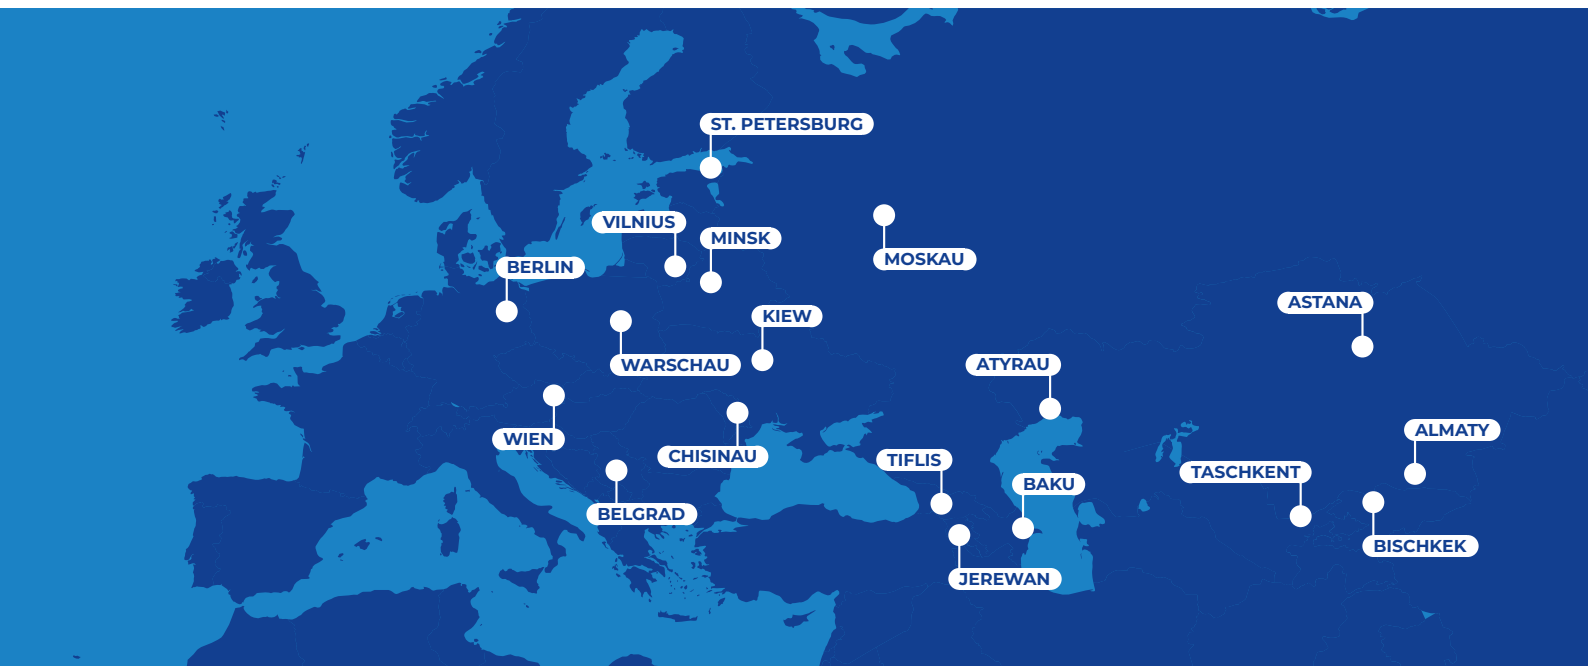 ST. PETERSBURG
VILNIUS
MINSK
MOSKAU
BERLIN
ASTANA
KIEW
WARSCHAU
ATYRAU
WIEN
CHISINAU
ALMATY
TIFLIS
TASCHKENT
BAKU
BELGRAD
BISCHKEK
JEREWAN